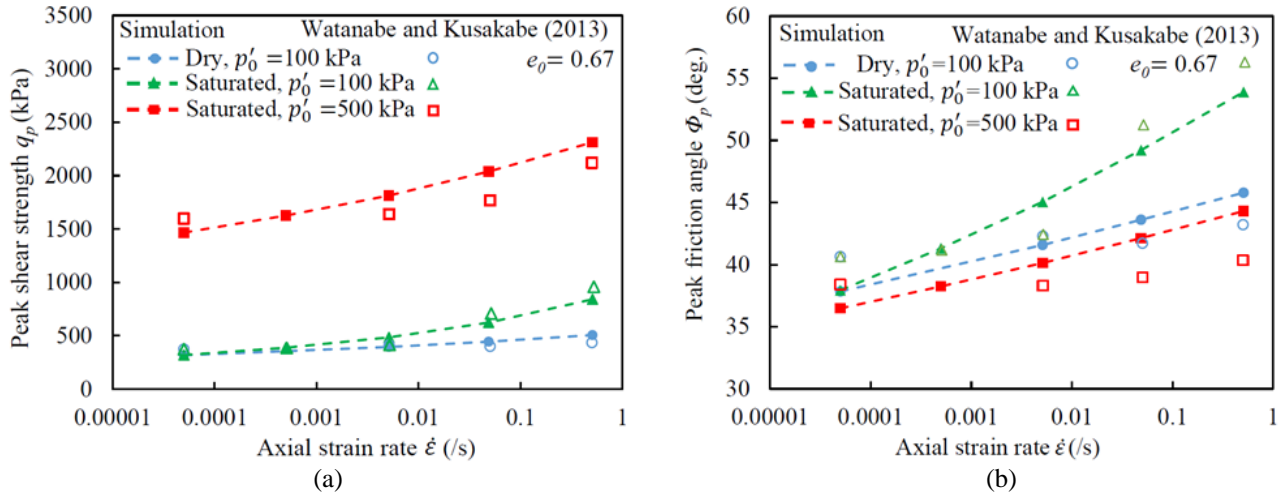 Simulation Watanabe and Kusakabe (2013)
Dry, p′0 =100 kPa e0= 0.67
Saturated, p′0 =100 kPa
Saturated, p′0 =500 kPa
3500
3000
2500
2000
1500
1000
500
0
Peak shear strength qp (kPa)
0.00001 0.0001 0.001 0.01 0.1 1
Axial strain rate ε̇ (/s)
(a)
Simulation Watanabe and Kusakabe (2013)
Dry, p′0=100 kPa e0= 0.67
Saturated, p′0=100 kPa
Saturated, p′0=500 kPa
60
55
50
45
40
35
30
Peak friction angle Φp (deg,)
0.00001 0.0001 0.001 0.01 0.1 1
Axial strain rate ε̇ (/s)
(b)